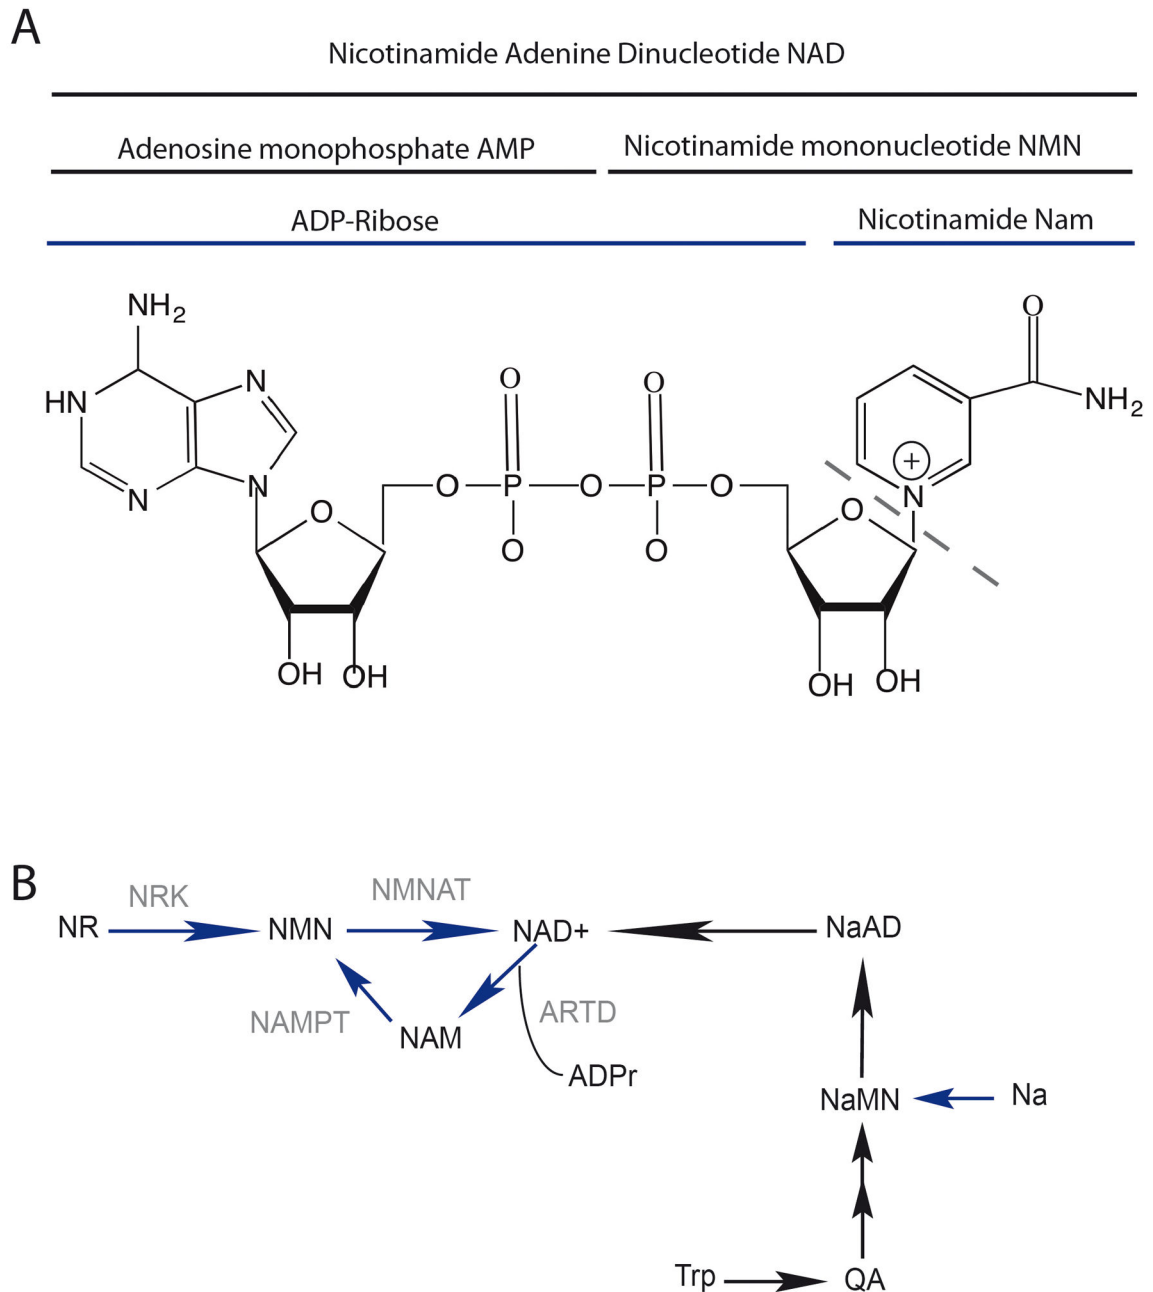 A
Nicotinamide Adenine Dinucleotide NAD
Adenosine monophosphate AMP
Nicotinamide mononucleotide NMN
ADP-Ribose
Nicotinamide Nam
NH2
O
HN
N
O
O
NH2
N
N
O
P
O
P
O
+
N
O
O
O
O
OH
OH
OH
OH
B
NRK
NMNAT
NR
NMN
NAD+
NaAD
NAMPT
NAM
ARTD
ADPr
NaMN
Na
Trp
QA